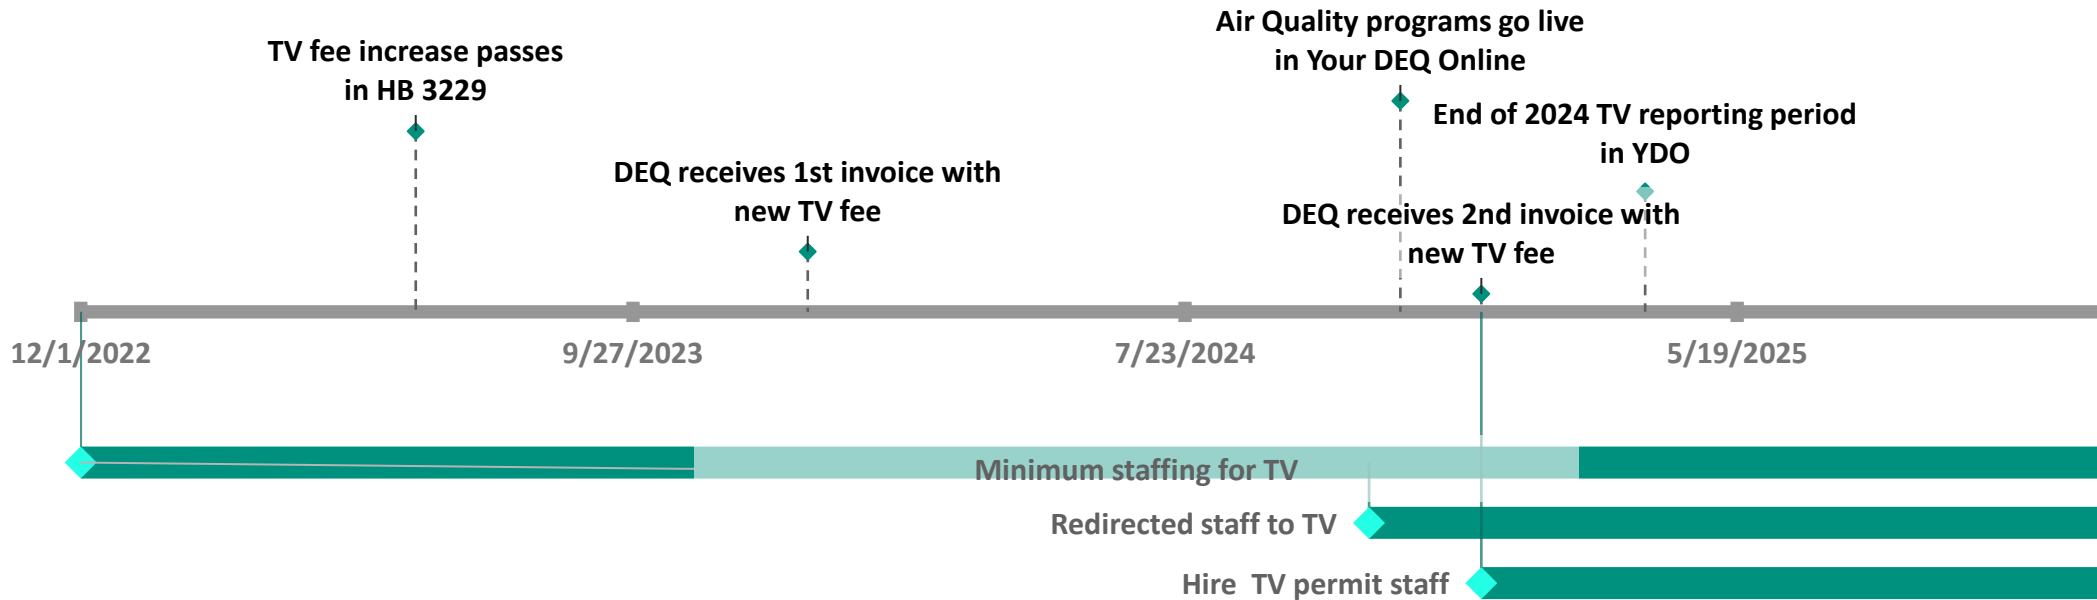 TV fee increase passes
in HB 3229
DEQ receives 1st invoice with
new TV fee
Air Quality programs go live
in Your DEQ Online
End of 2024 TV reporting period
in YDO
DEQ receives 2nd invoice with
new TV fee
12/1/2022
9/27/2023
7/23/2024
5/19/2025
Minimum staffing for TV
Redirected staff to TV
Hire  TV permit staff